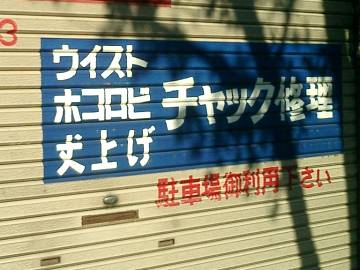 3
ウイスト
ホコロビ
丈上げ
チャック修理
駐車場御利用下さい